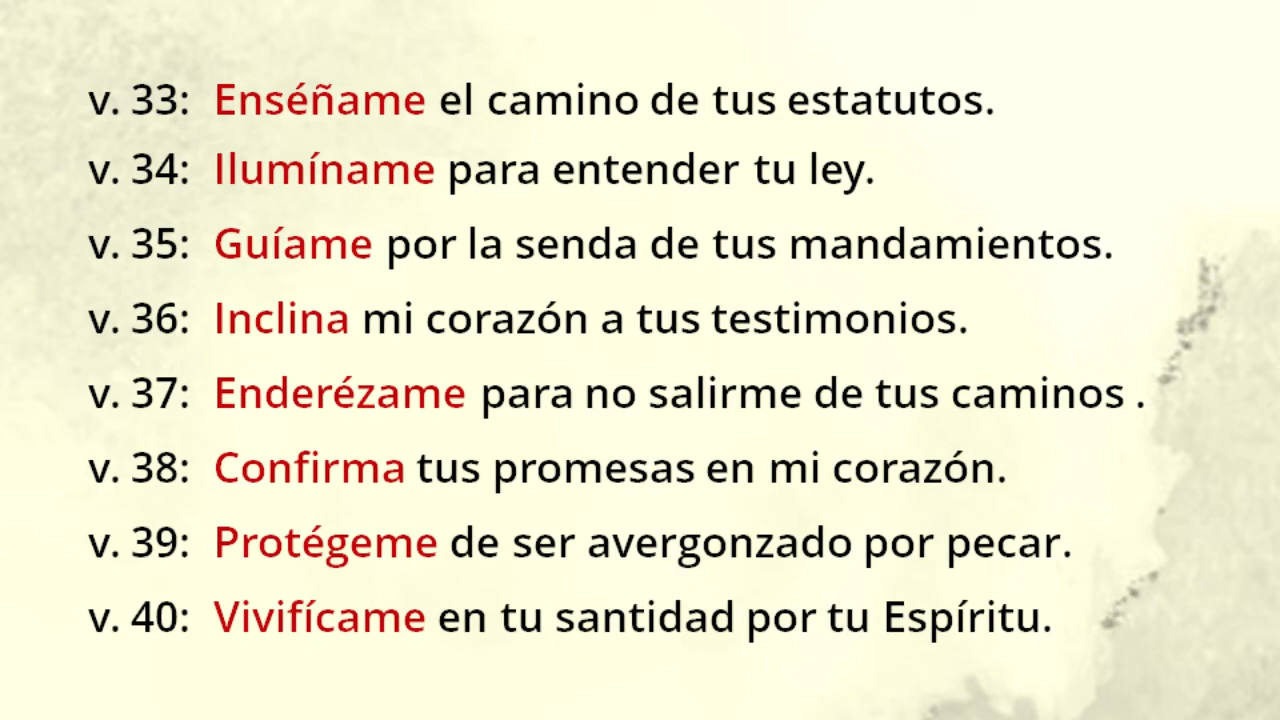 v. 33: Enséñame el camino de tus estatutos.
v. 34: Ilumíname para entender tu ley.
v. 35: Guíame por la senda de tus mandamientos.
v. 36: Inclina mi corazón a tus testimonios.
v. 37: Enderézame para no salirme de tus caminos .
v. 38: Confirma tus promesas en mi corazón.
v. 39: Protégeme de ser avergonzado por pecar.
v. 40: Vivifícame en tu santidad por tu Espíritu.